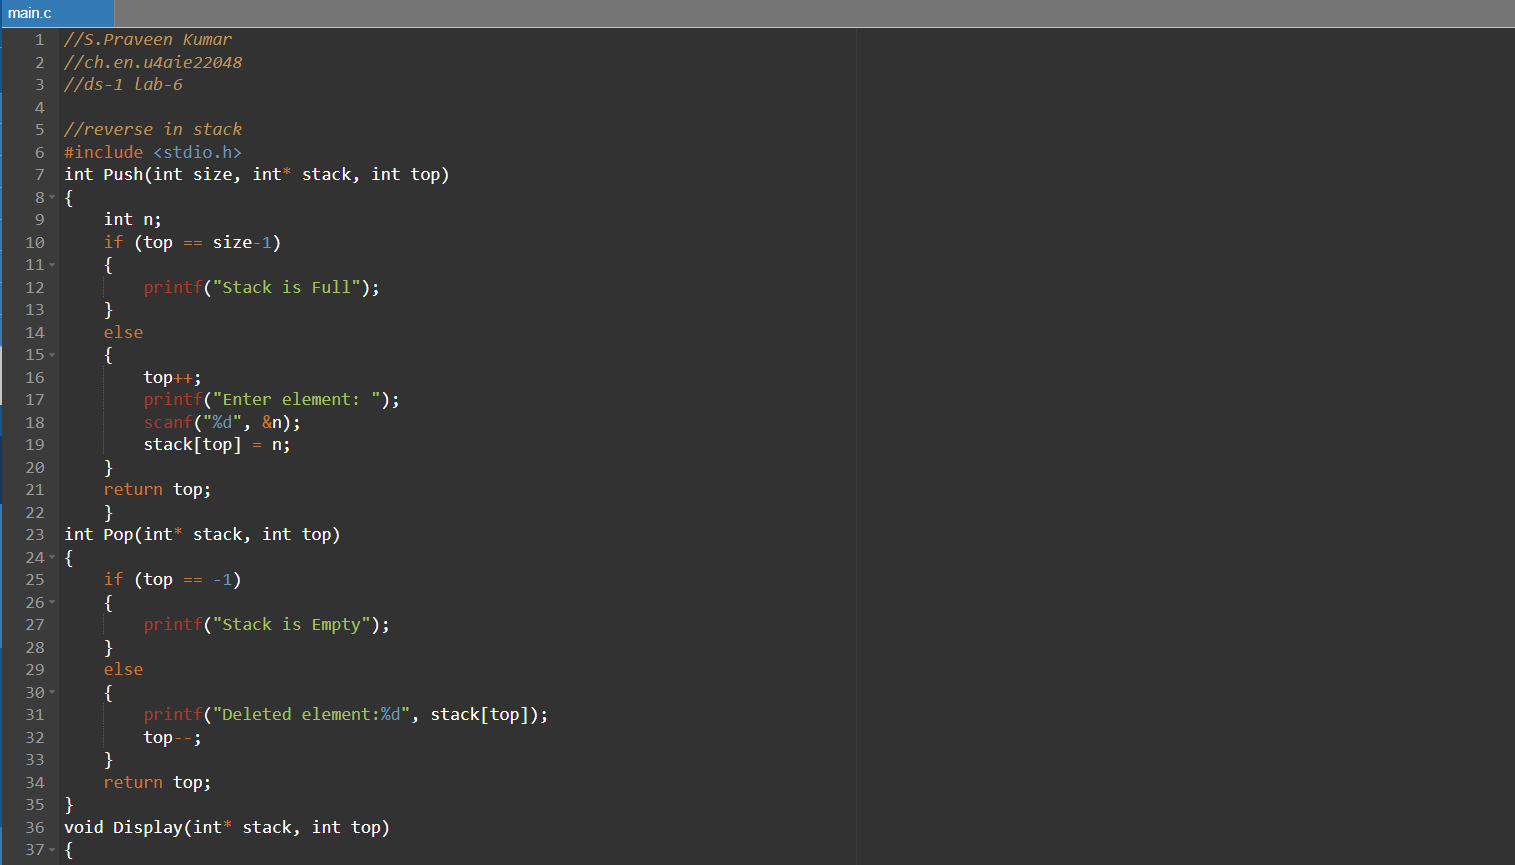 main.c
1 //S.Praveen Kumar
2 //ch.en.u4aie22048
3 //ds-1 lab-6
4
5 //reverse in stack
6 #include <stdio.h>
7 int Push(int size, int* stack, int top)
8 {
9     int n;
10     if (top == size-1)
11     {
12         printf("Stack is Full");
13     }
14     else
15     {
16         top++;
17         printf("Enter element: ");
18         scanf("%d", &n);
19         stack[top] = n;
20     }
21     return top;
22     }
23 int Pop(int* stack, int top)
24 {
25     if (top == -1)
26     {
27         printf("Stack is Empty");
28     }
29     else
30     {
31         printf("Deleted element:%d", stack[top]);
32         top--;
33     }
34     return top;
35 }
36 void Display(int* stack, int top)
37 {